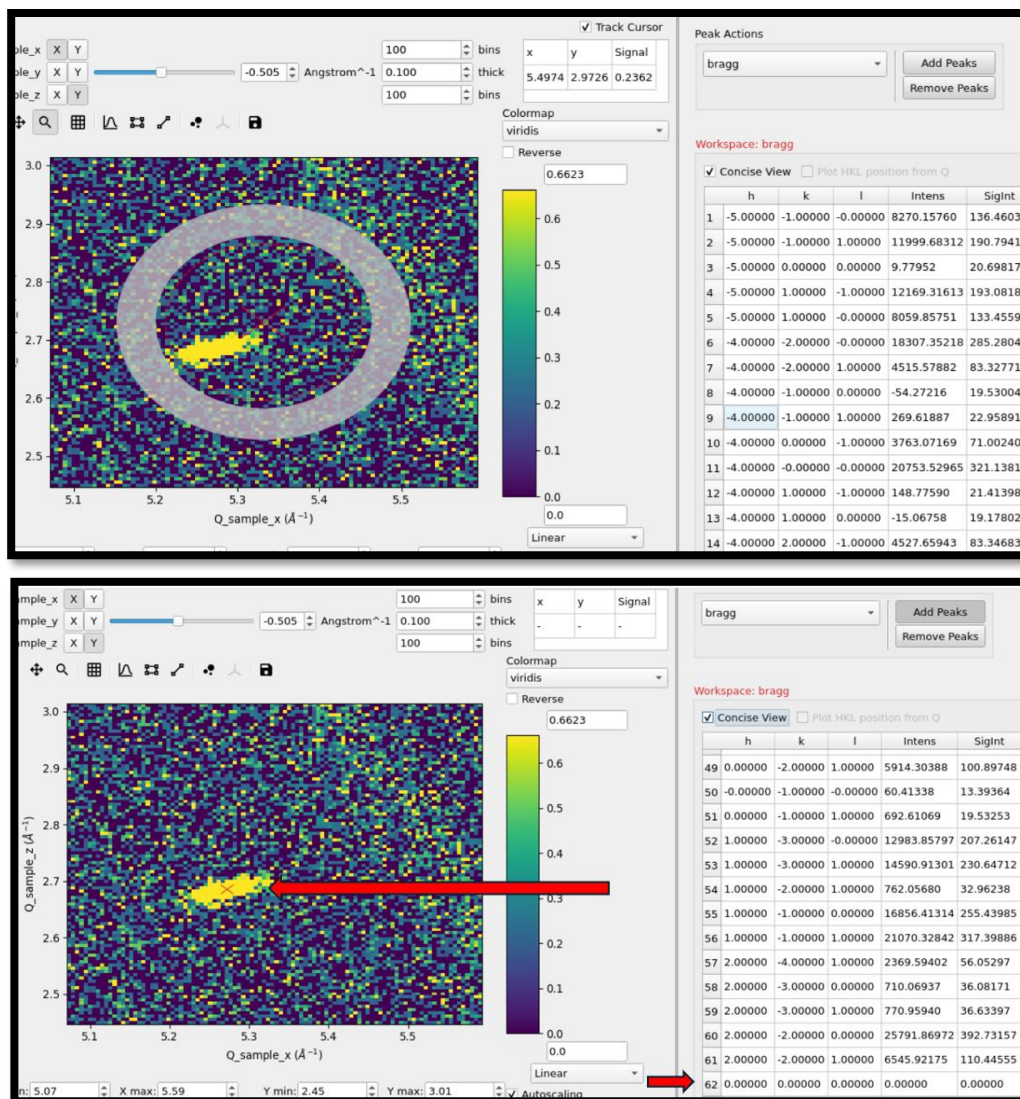 Track Cursor
ple_x X Y 100 bins x y Signal
ple_y X Y -0.505 Angstrom^-1 0.100 thick 5.4974 2.9726 0.2362
ple_z X Y 100 bins
Colormap
viridis
Reverse
0.6623
3.0
2.9
2.8
2.7
2.6
2.5
5.1 5.2 5.3 5.4 5.5
Q_sample_x (Å⁻¹)
0.6
0.5
0.4
0.3
0.2
0.1
0.0
0.0
Linear
Peak Actions
bragg Add Peaks
Remove Peaks
Workspace: bragg
Concise View Plot HKL position from Q
h k l Intens SigInt
1 -5.00000 -1.00000 -0.00000 8270.15760 136.4603
2 -5.00000 -1.00000 1.00000 11999.68312 190.7941
3 -5.00000 0.00000 0.00000 9.77952 20.69817
4 -5.00000 1.00000 -1.00000 12169.31613 193.0818
5 -5.00000 1.00000 -0.00000 8059.85751 133.4559
6 -4.00000 -2.00000 -0.00000 18307.35218 285.2804
7 -4.00000 -2.00000 1.00000 4515.57882 83.32771
8 -4.00000 -1.00000 0.00000 -54.27216 19.53004
9 -4.00000 -1.00000 1.00000 269.61887 22.95891
10 -4.00000 0.00000 -1.00000 3763.07169 71.00240
11 -4.00000 -0.00000 -0.00000 20753.52965 321.1381
12 -4.00000 1.00000 -1.00000 148.77590 21.41398
13 -4.00000 1.00000 0.00000 -15.06758 19.17802
14 -4.00000 2.00000 -1.00000 4527.65943 83.34683
mple_x X Y 100 bins x y Signal
ample_y X Y -0.505 Angstrom^-1 0.100 thick - - -
ample_z X Y 100 bins
Colormap
viridis
Reverse
0.6623
3.0
2.9
2.8
2.7
2.6
2.5
Q_sample_z (Å⁻¹)
5.1 5.2 5.3 5.4 5.5
Q_sample_x (Å⁻¹)
0.6
0.5
0.4
0.3
0.2
0.1
0.0
0.0
Linear
n: 5.07 X max: 5.59 Y min: 2.45 Y max: 3.01 Autoscaling
bragg Add Peaks
Remove Peaks
Workspace: bragg
Concise View Plot HKL position from Q
h k l Intens SigInt
49 0.00000 -2.00000 1.00000 5914.30388 100.89748
50 -0.00000 -1.00000 -0.00000 60.41338 13.39364
51 0.00000 -1.00000 1.00000 692.61069 19.53253
52 1.00000 -3.00000 -0.00000 12983.85797 207.26147
53 1.00000 -3.00000 1.00000 14590.91301 230.64712
54 1.00000 -2.00000 1.00000 762.05680 32.96238
55 1.00000 -1.00000 0.00000 16856.41314 255.43985
56 1.00000 -1.00000 1.00000 21070.32842 317.39886
57 2.00000 -4.00000 1.00000 2369.59402 56.05297
58 2.00000 -3.00000 0.00000 710.06937 36.08171
59 2.00000 -3.00000 1.00000 770.95940 36.63397
60 2.00000 -2.00000 0.00000 25791.86972 392.73157
61 2.00000 -2.00000 1.00000 6545.92175 110.44555
62 0.00000 0.00000 0.00000 0.00000 0.00000